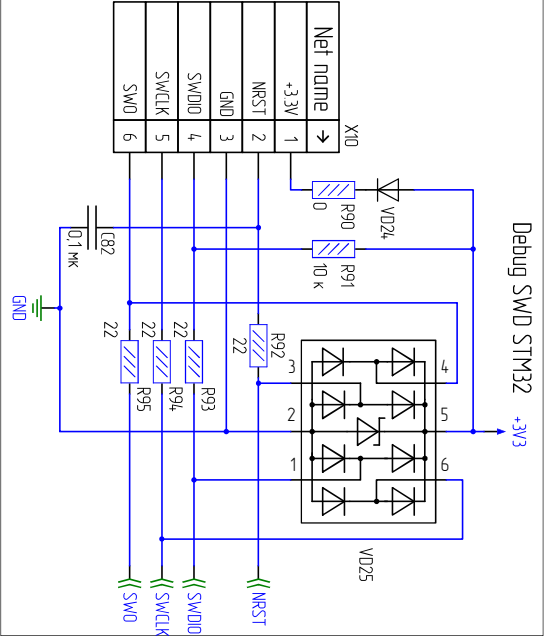 Debug SWD STM32
X10
Net name
+3.3V 1
NRST 2
GND 3
SWDIO 4
SWCLK 5
SWO 6
VD24
R90
0
R91
10 к
C82
0,1 мк
GND
+3V3
R92
22
R93
22
R94
22
R95
22
3
2
1
4
5
6
VD25
NRST
SWDIO
SWCLK
SWO